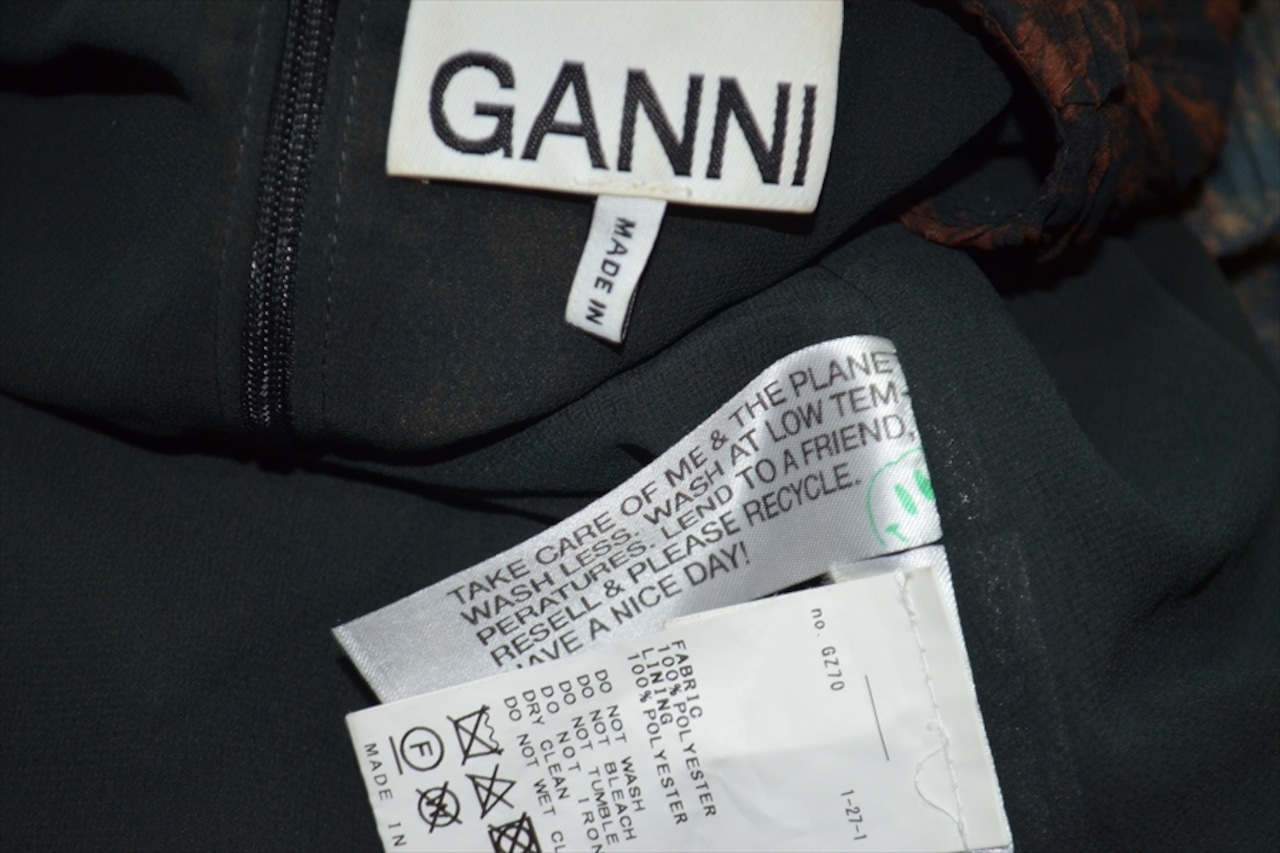 GANNI
MADE IN
TAKE CARE OF ME & THE PLANE
WASH LESS. WASH AT LOW TEM-
PERATURES. LEND TO A FRIEND.
RESELL & PLEASE RECYCLE.
HAVE A NICE DAY!
no. GZ70
1-27-1
FABRIC
100%POLYESTER
LINING
100%POLYESTER
DO NOT WASH
DO NOT BLEACH
DO NOT TUMBLE
DO NOT IRON
DRY CLEAN
DO NOT WET CL
F
W
MADE IN